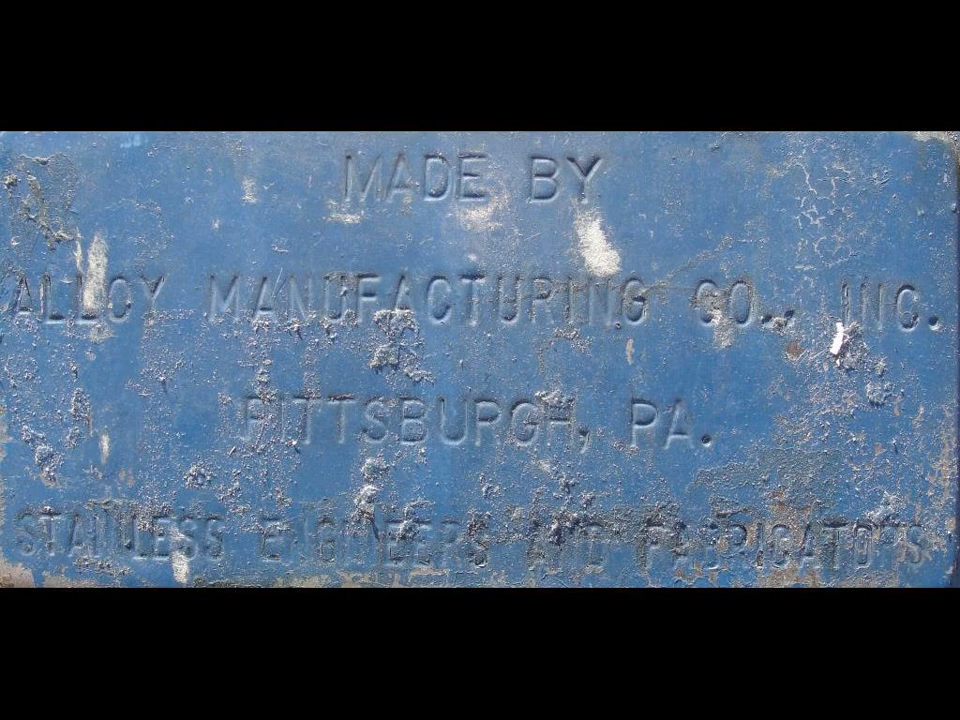 MADE BY
ALLOY MANUFACTURING CO., INC.
PITTSBURGH, PA.
STAINLESS ENGINEERS AND FABRICATORS